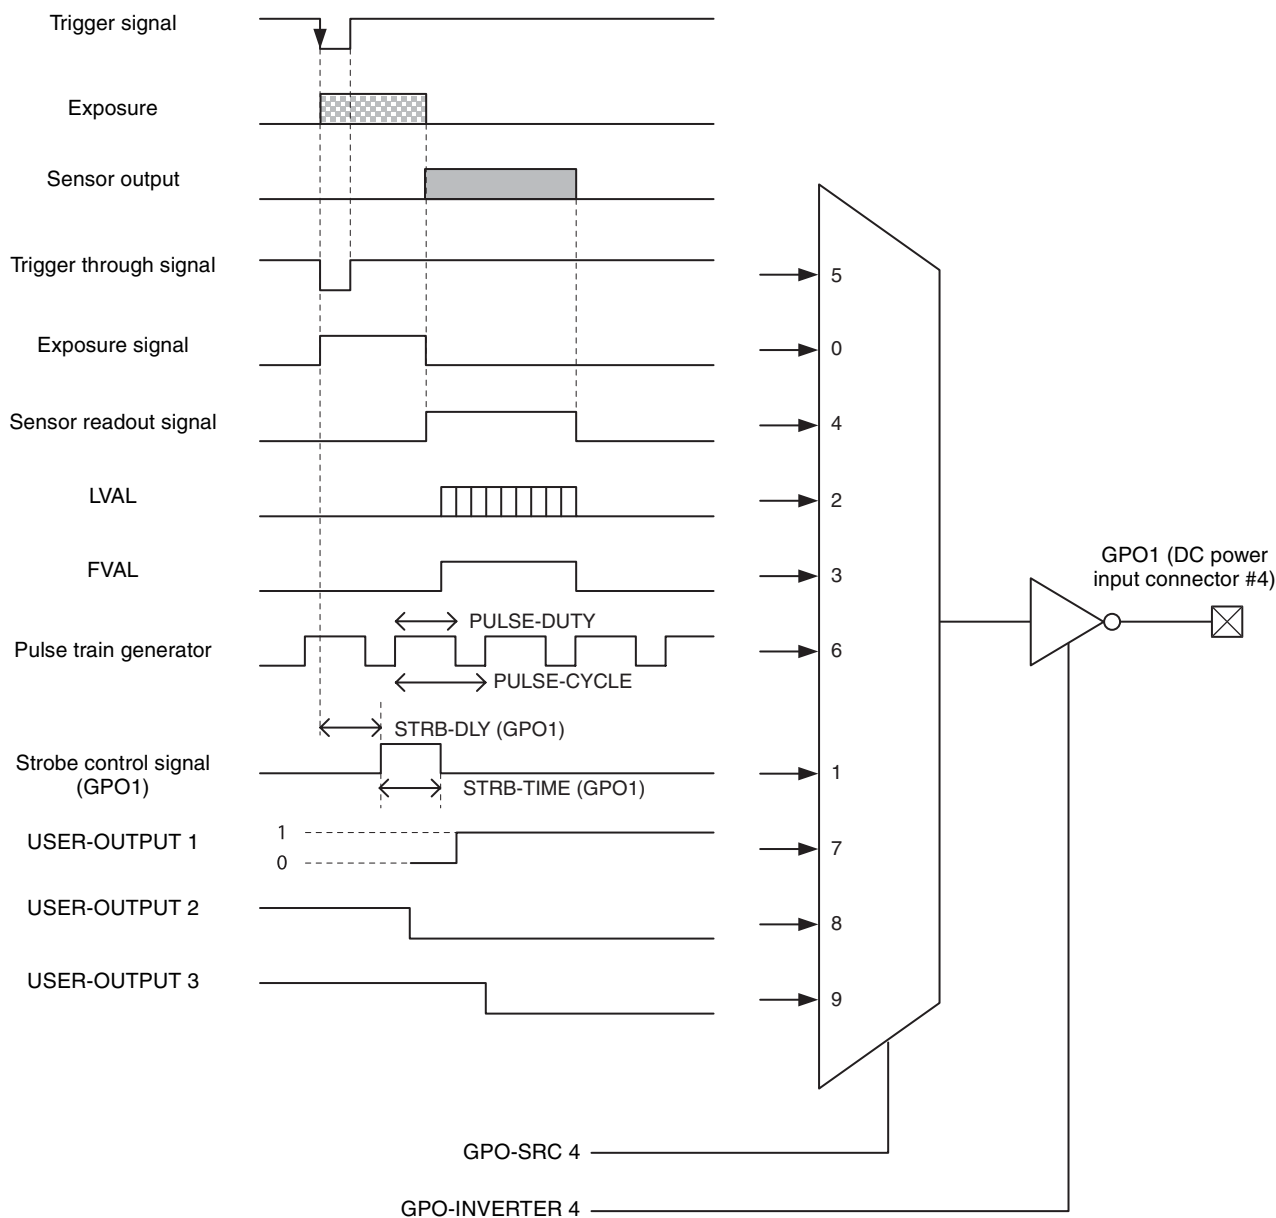 Trigger signal
Exposure
Sensor output
Trigger through signal
5
Exposure signal
0
Sensor readout signal
4
LVAL
2
GPO1 (DC power
input connector #4)
FVAL
3
PULSE-DUTY
Pulse train generator
6
PULSE-CYCLE
STRB-DLY (GPO1)
Strobe control signal
(GPO1)
1
STRB-TIME (GPO1)
USER-OUTPUT 1
1
0
7
USER-OUTPUT 2
8
USER-OUTPUT 3
9
GPO-SRC 4
GPO-INVERTER 4